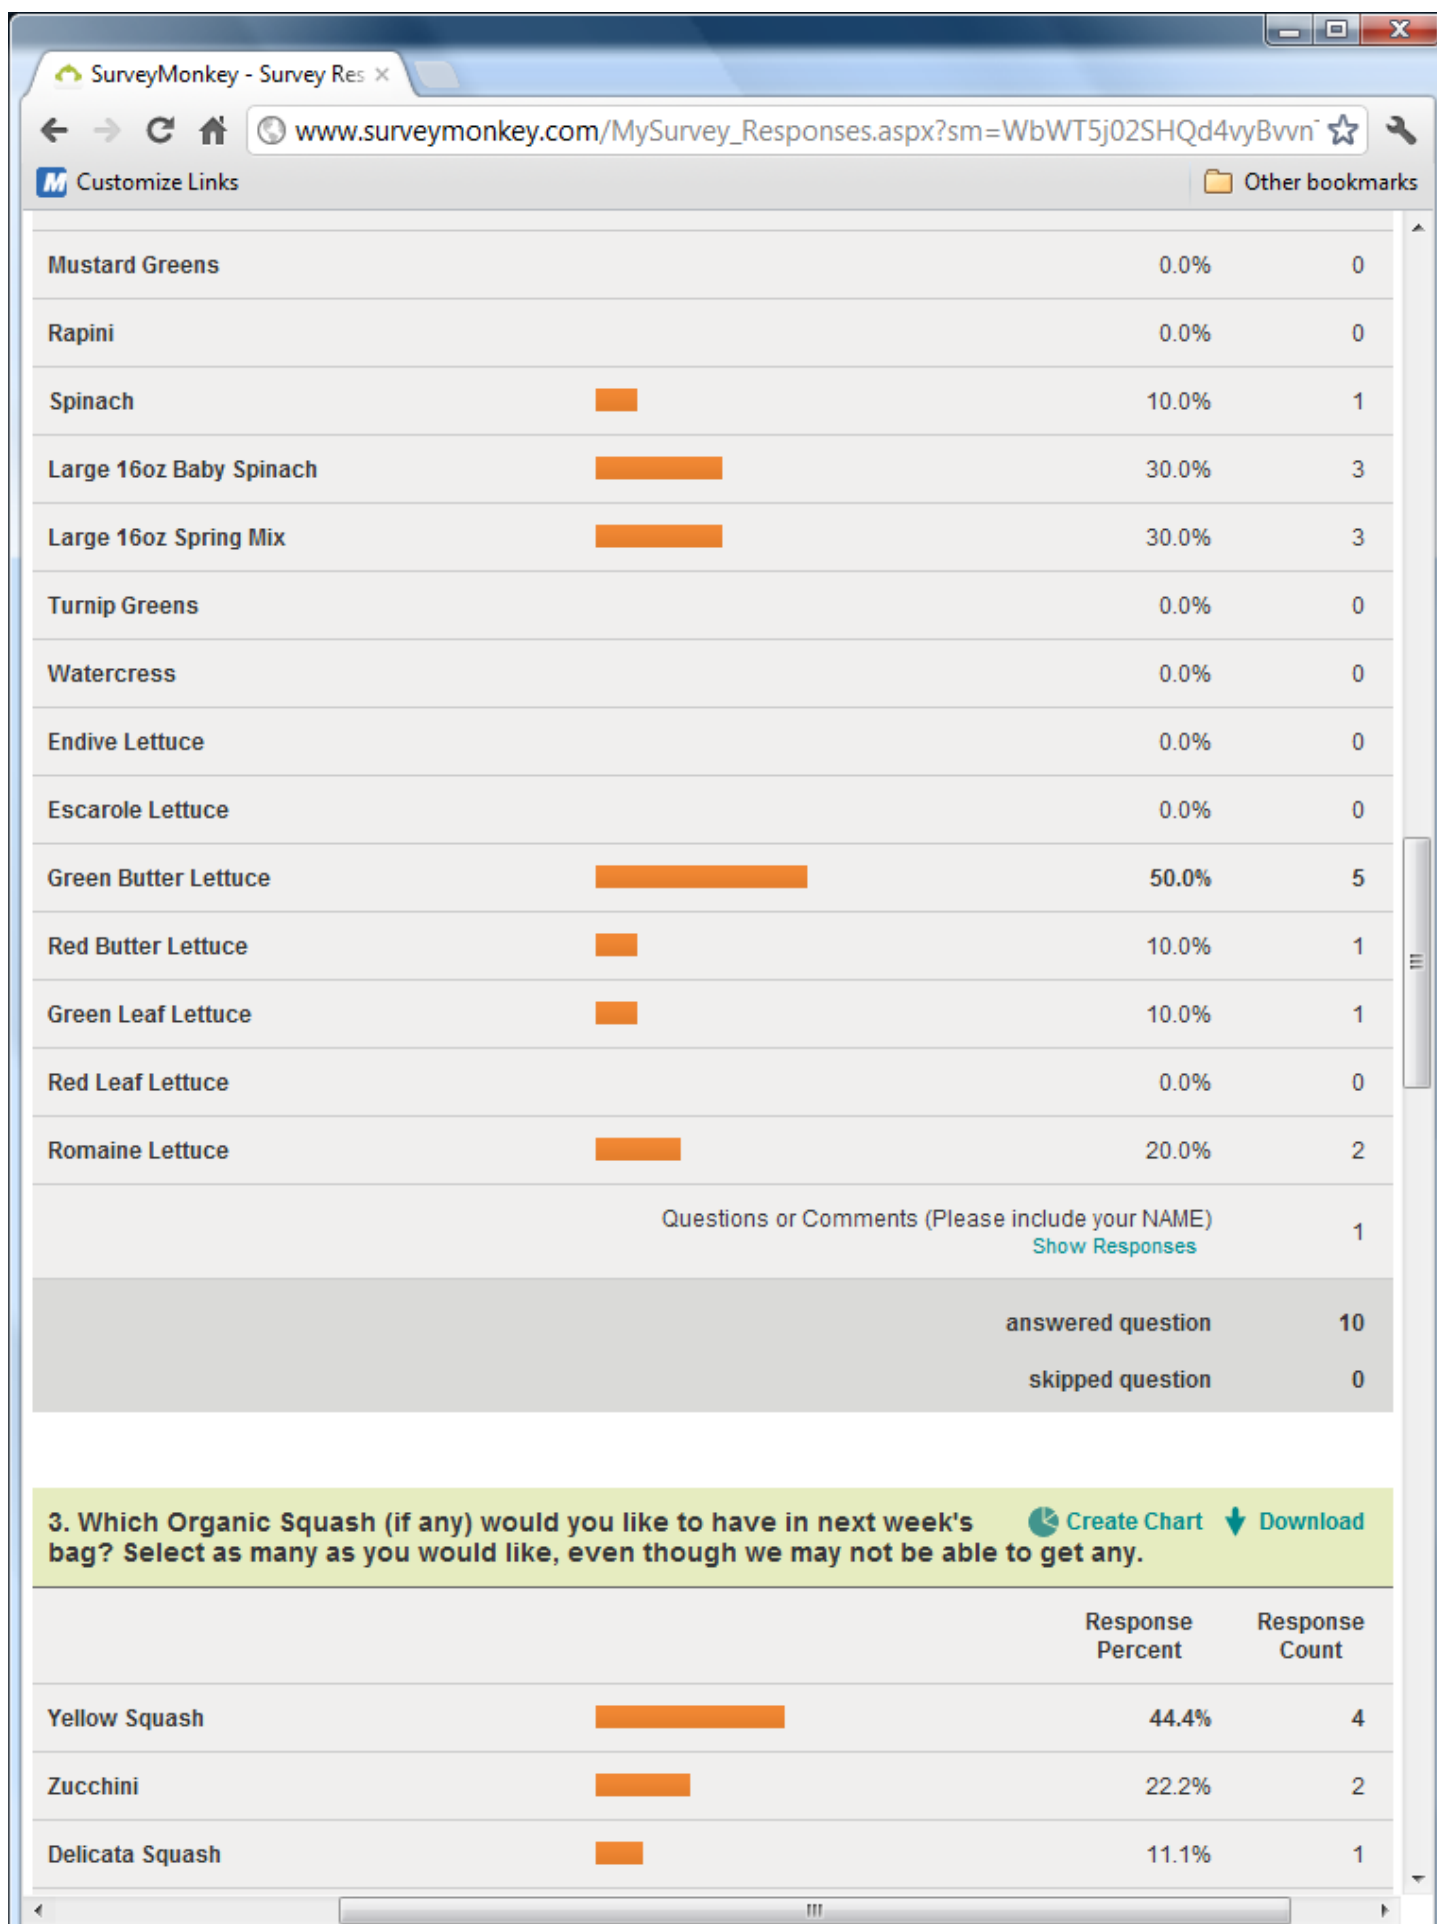 SurveyMonkey - Survey Res
www.surveymonkey.com/MySurvey_Responses.aspx?sm=WbWT5j02SHQd4vyBvvn
Customize Links Other bookmarks
Mustard Greens 0.0% 0
Rapini 0.0% 0
Spinach 10.0% 1
Large 16oz Baby Spinach 30.0% 3
Large 16oz Spring Mix 30.0% 3
Turnip Greens 0.0% 0
Watercress 0.0% 0
Endive Lettuce 0.0% 0
Escarole Lettuce 0.0% 0
Green Butter Lettuce 50.0% 5
Red Butter Lettuce 10.0% 1
Green Leaf Lettuce 10.0% 1
Red Leaf Lettuce 0.0% 0
Romaine Lettuce 20.0% 2
Questions or Comments (Please include your NAME) 1
Show Responses
answered question 10
skipped question 0
3. Which Organic Squash (if any) would you like to have in next week's Create Chart Download
bag? Select as many as you would like, even though we may not be able to get any.
Response Response
Percent Count
Yellow Squash 44.4% 4
Zucchini 22.2% 2
Delicata Squash 11.1% 1